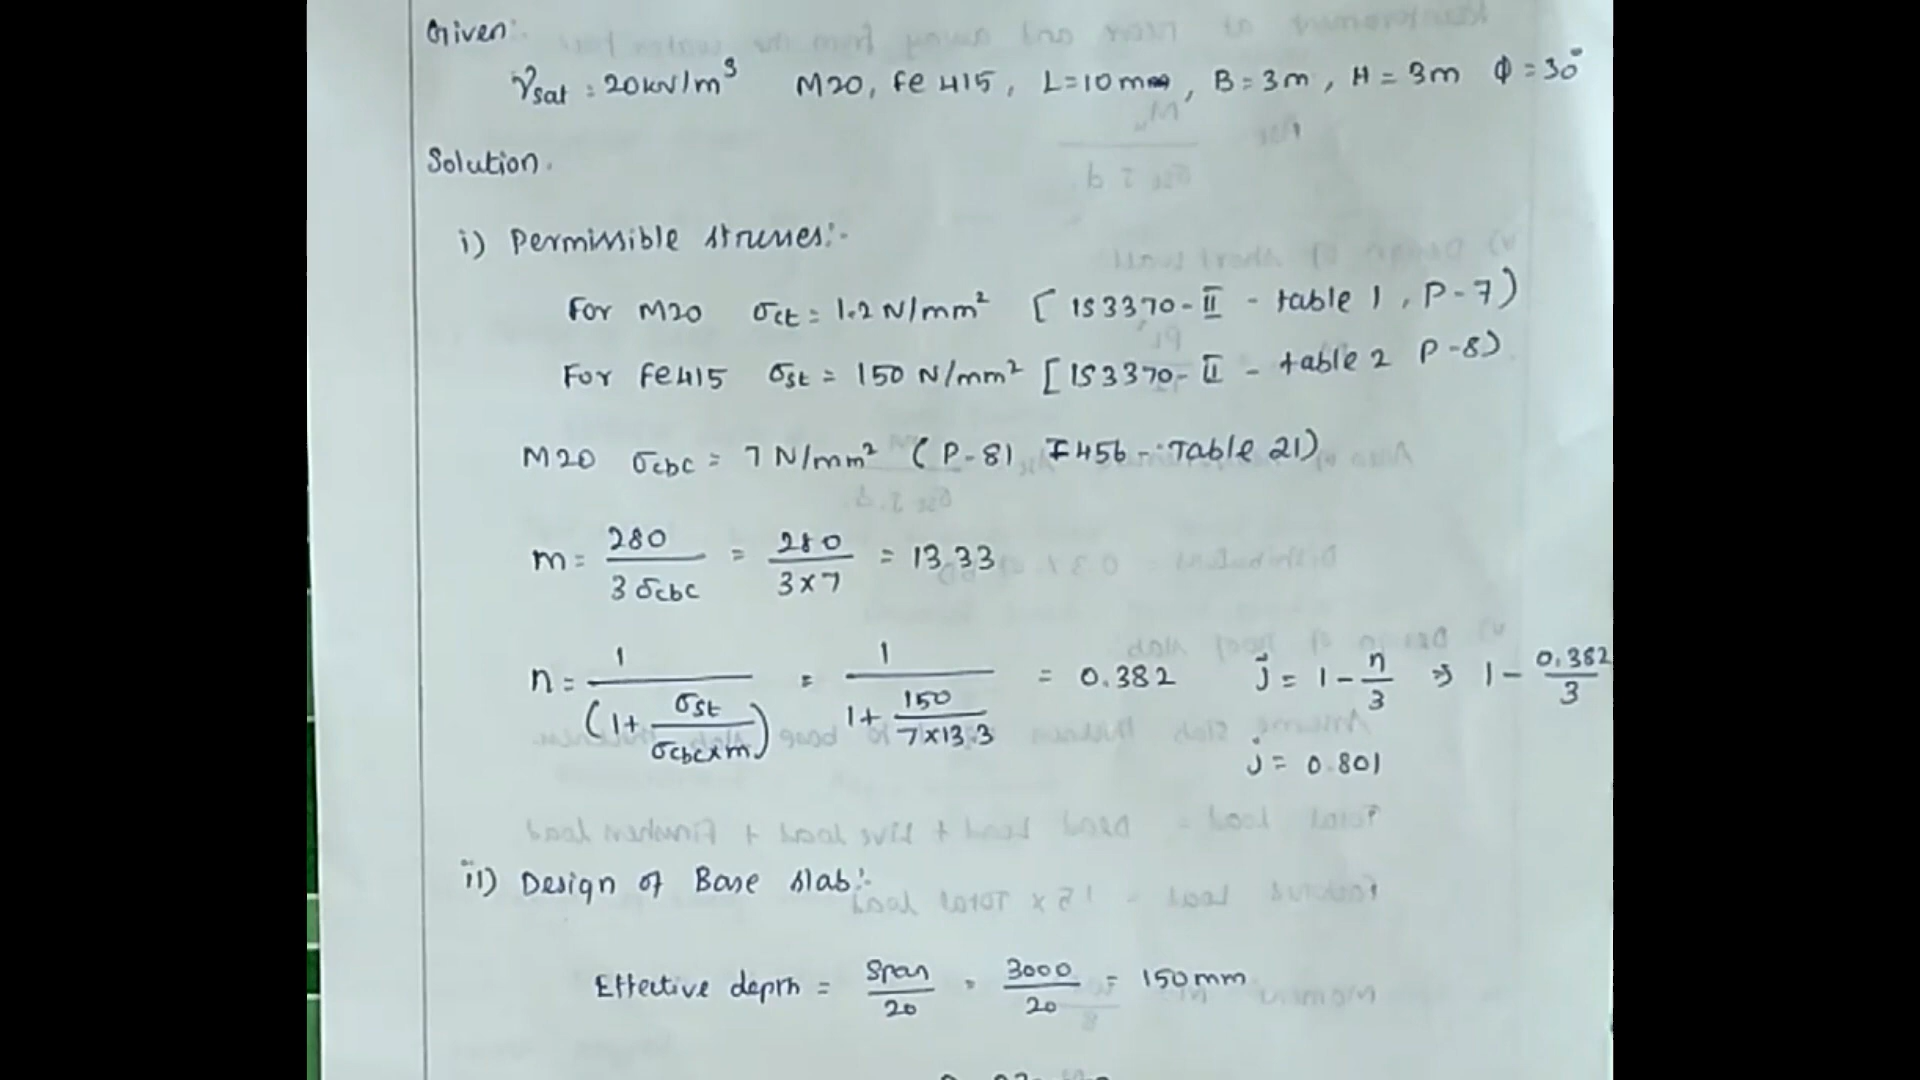 Given:
γsat = 20kN/m³ M20, Fe 415, L=10m, B=3m, H=3m Φ=30°
Solution.
i) Permissible stresses:-
For M20 σct = 1.2 N/mm² [IS3370-II - table 1, P-7)
For Fe415 σst = 150 N/mm² [IS3370-II - table 2 P-8)
M20 σcbc = 7 N/mm² (P-81 456 - Table 21)
m = 280/3σcbc = 280/3×7 = 13.33
n = 1/(1+ σst/σcbc×m) = 1/1+ 150/7×13.3 = 0.382 j = 1 - n/3 ⇒ 1 - 0.382/3
j = 0.801
ii) Design of Base slab:-
Effective depth = Span/20 = 3000/20 = 150mm